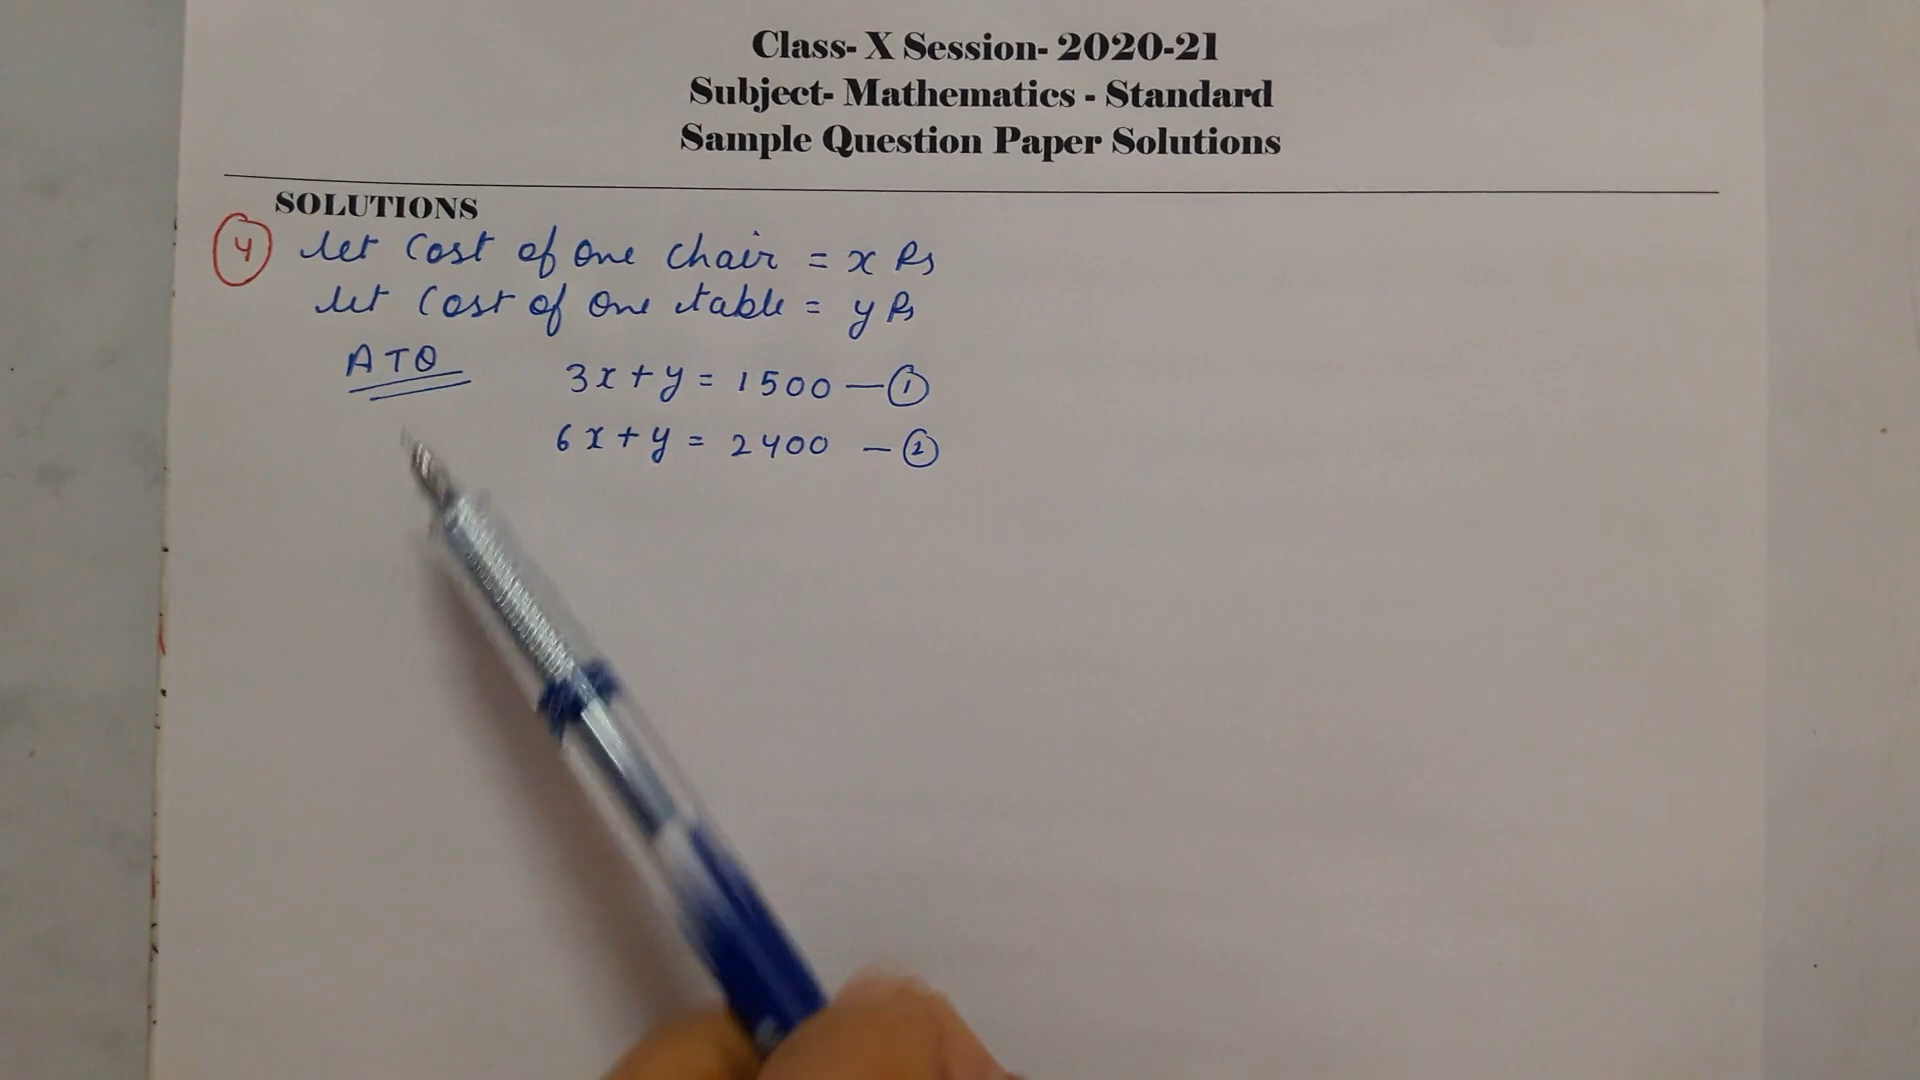 Class- X Session- 2020-21
Subject- Mathematics - Standard
Sample Question Paper Solutions
SOLUTIONS
4 let cost of one chair = x Rs
let cost of one table = y Rs
ATQ 3x + y = 1500 — 1
6x + y = 2400 — 2